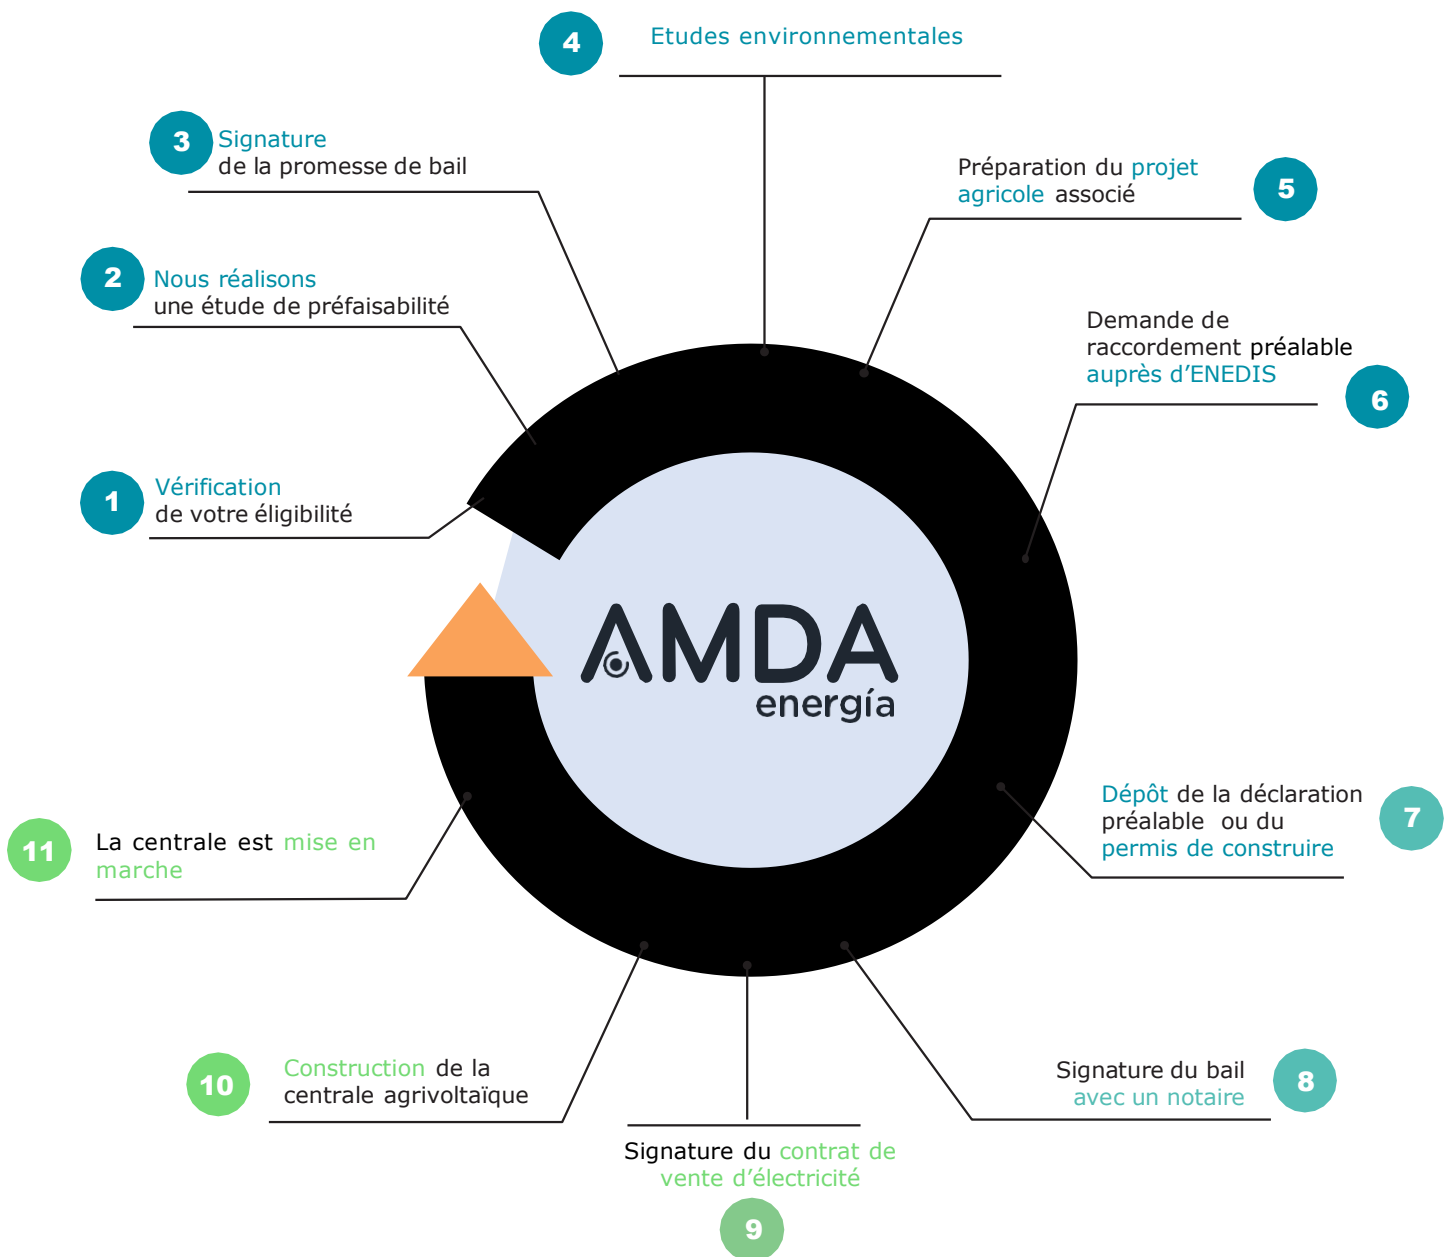 4
Etudes environnementales
3
Signature
de la promesse de bail
Préparation du projet
agricole associé
5
2
Nous réalisons
une étude de préfaisabilité
Demande de
raccordement préalable
auprès d’ENEDIS
6
1
Vérification
de votre éligibilité
AMDA
energía
Dépôt de la déclaration
préalable ou du
permis de construire
7
11
La centrale est mise en
marche
10
Construction de la
centrale agrivoltaïque
Signature du bail
avec un notaire
8
Signature du contrat de
vente d’électricité
9